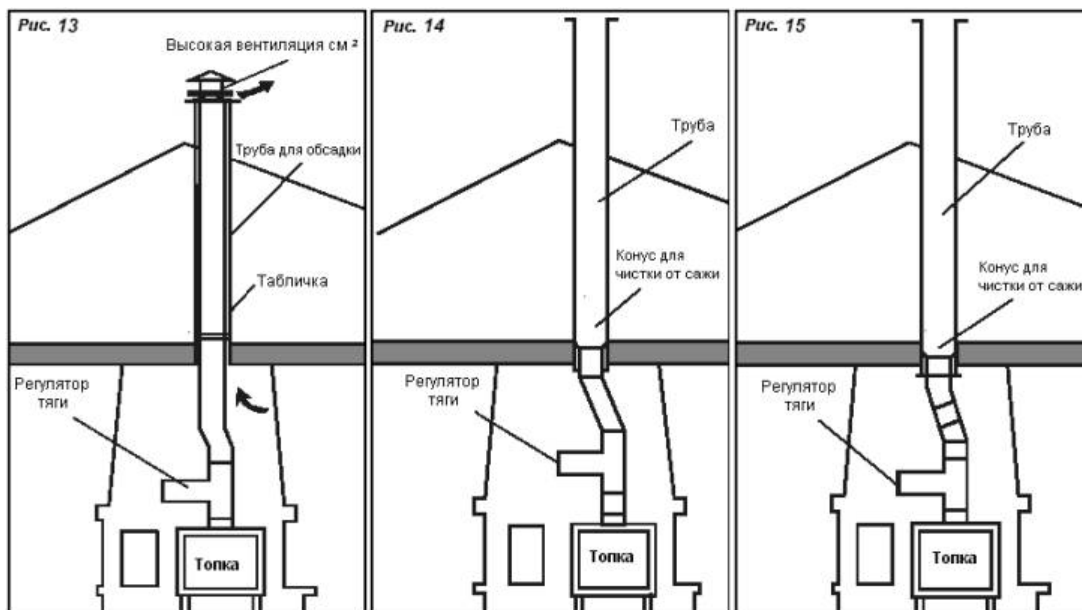 Рис. 13
Высокая вентиляция см ²
Труба для обсадки
Табличка
Регулятор
тяги
Топка
Рис. 14
Труба
Конус для
чистки от сажи
Регулятор
тяги
Топка
Рис. 15
Труба
Конус для
чистки от сажи
Регулятор
тяги
Топка